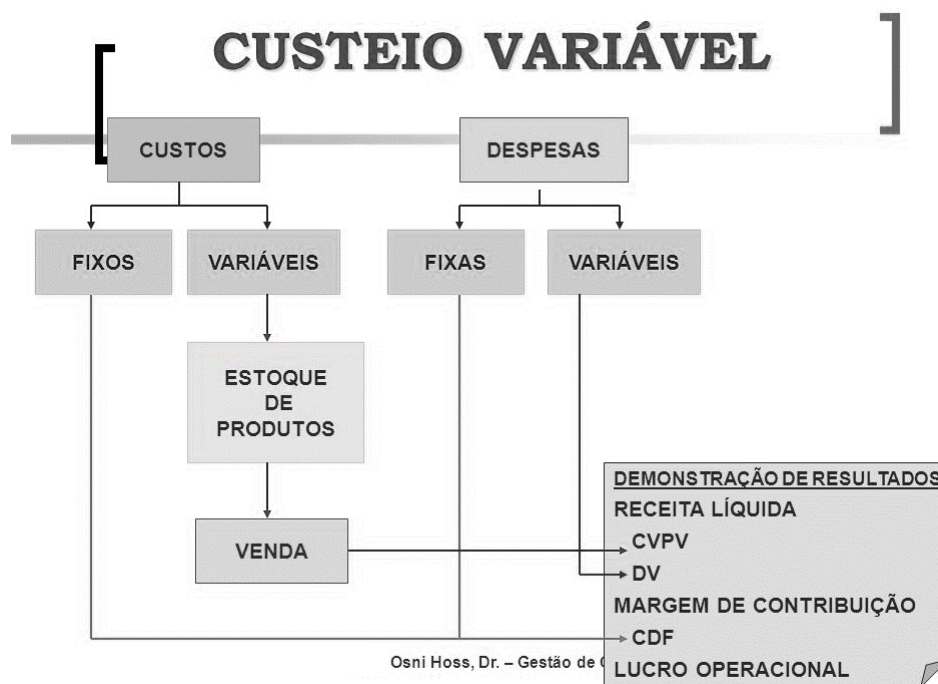 CUSTEIO VARIÁVEL
CUSTOS
DESPESAS
FIXOS
VARIÁVEIS
FIXAS
VARIÁVEIS
ESTOQUE
DE
PRODUTOS
VENDA
DEMONSTRAÇÃO DE RESULTADOS
RECEITA LÍQUIDA
CVPV
DV
MARGEM DE CONTRIBUIÇÃO
CDF
LUCRO OPERACIONAL
Osni Hoss, Dr. – Gestão de